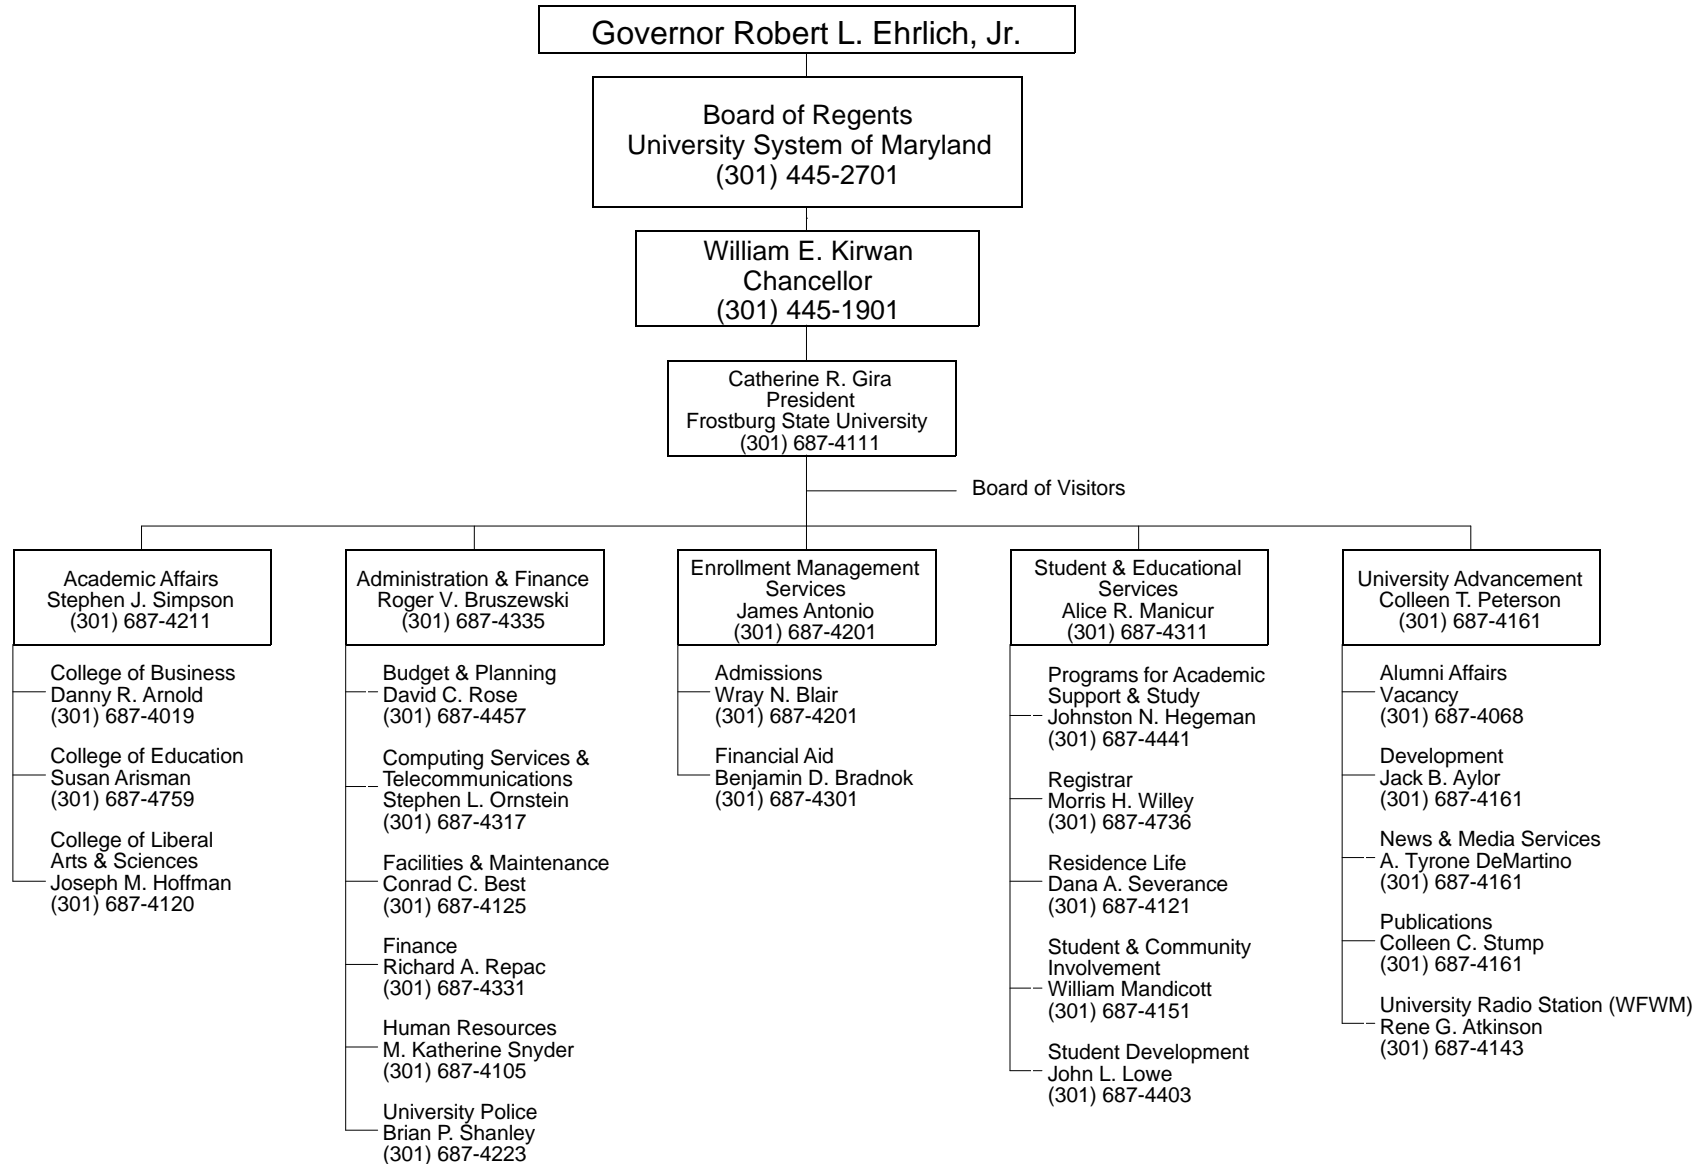 Governor Robert L. Ehrlich, Jr.
Board of Regents
University System of Maryland
(301) 445-2701
William E. Kirwan
Chancellor
(301) 445-1901
Catherine R. Gira
President
Frostburg State University
(301) 687-4111
Board of Visitors
Academic Affairs
Stephen J. Simpson
(301) 687-4211
College of Business
Danny R. Arnold
(301) 687-4019
College of Education
Susan Arisman
(301) 687-4759
College of Liberal
Arts & Sciences
Joseph M. Hoffman
(301) 687-4120
Administration & Finance
Roger V. Bruszewski
(301) 687-4335
Budget & Planning
David C. Rose
(301) 687-4457
Computing Services &
Telecommunications
Stephen L. Ornstein
(301) 687-4317
Facilities & Maintenance
Conrad C. Best
(301) 687-4125
Finance
Richard A. Repac
(301) 687-4331
Human Resources
M. Katherine Snyder
(301) 687-4105
University Police
Brian P. Shanley
(301) 687-4223
Enrollment Management
Services
James Antonio
(301) 687-4201
Admissions
Wray N. Blair
(301) 687-4201
Financial Aid
Benjamin D. Bradnok
(301) 687-4301
Student & Educational
Services
Alice R. Manicur
(301) 687-4311
Programs for Academic
Support & Study
Johnston N. Hegeman
(301) 687-4441
Registrar
Morris H. Willey
(301) 687-4736
Residence Life
Dana A. Severance
(301) 687-4121
Student & Community
Involvement
William Mandicott
(301) 687-4151
Student Development
John L. Lowe
(301) 687-4403
University Advancement
Colleen T. Peterson
(301) 687-4161
Alumni Affairs
Vacancy
(301) 687-4068
Development
Jack B. Aylor
(301) 687-4161
News & Media Services
A. Tyrone DeMartino
(301) 687-4161
Publications
Colleen C. Stump
(301) 687-4161
University Radio Station (WFWM)
Rene G. Atkinson
(301) 687-4143